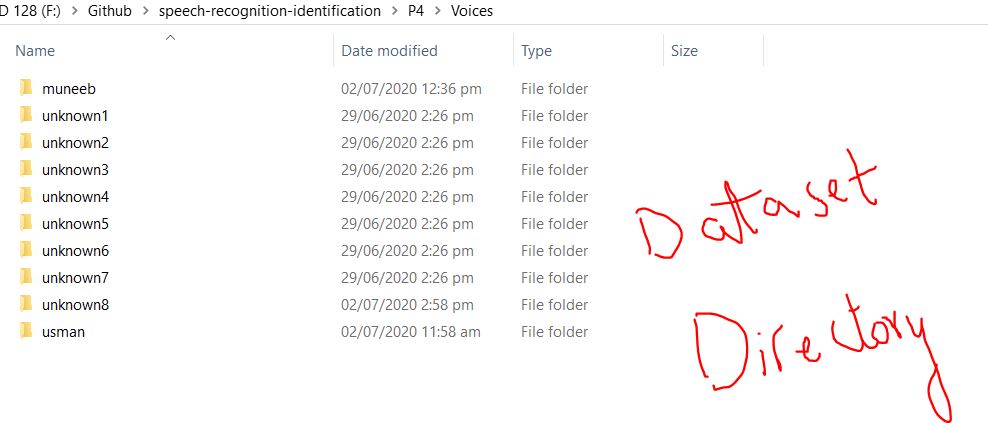 D 128 (F:) > Github > speech-recognition-identification > P4 > Voices
Name Date modified Type Size
muneeb 02/07/2020 12:36 pm File folder
unknown1 29/06/2020 2:26 pm File folder
unknown2 29/06/2020 2:26 pm File folder
unknown3 29/06/2020 2:26 pm File folder
unknown4 29/06/2020 2:26 pm File folder
unknown5 29/06/2020 2:26 pm File folder
unknown6 29/06/2020 2:26 pm File folder
unknown7 29/06/2020 2:26 pm File folder
unknown8 02/07/2020 2:58 pm File folder
usman 02/07/2020 11:58 am File folder
Dataset
Directory